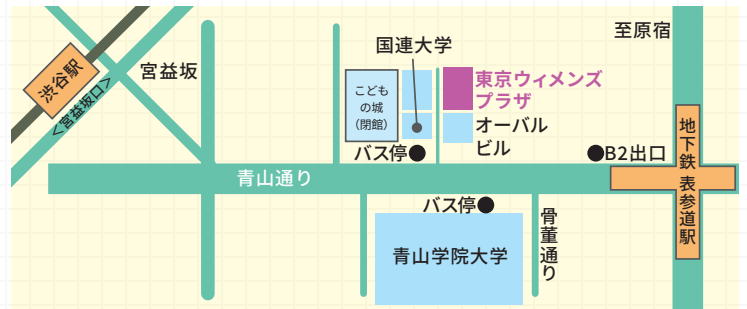 至原宿
国連大学
宮益坂
渋谷駅
<宮益坂口>
こども
の城
(閉館)
東京ウィメンズ
プラザ
オーバル
ビル
バス停
B2出口
地下鉄 表参道駅
青山通り
バス停
骨董通り
青山学院大学